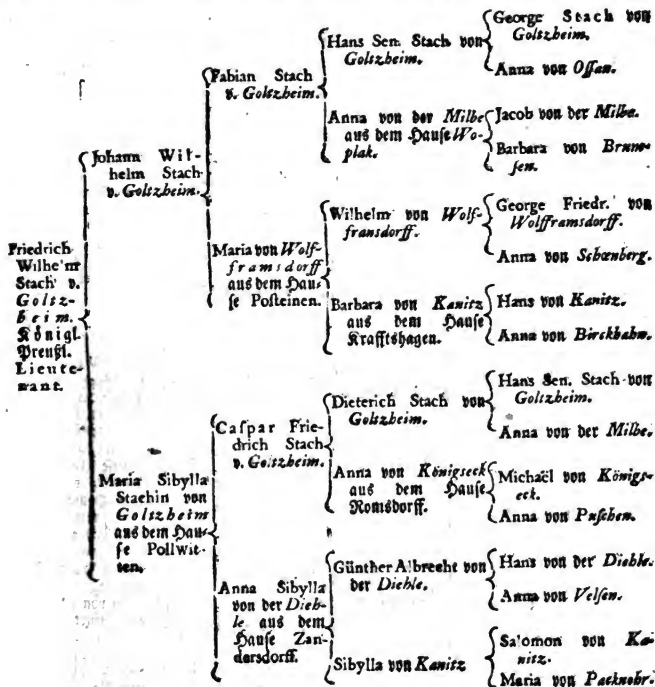 Friedrich
Wilhe'm
Stach v.
Goltz-
heim.
Königl.
Preußl.
Lieute-
nant.
Johann Wil-
helm Stach
v. Goltzheim.
Maria Sibylla
Stachin von
Goltzheim
aus dem Hau-
se Pollwit-
ten.
Fabian Stach
v. Goltzheim.
Maria von Wolf-
framsdorff
aus dem Hau-
se Posteinen.
Caspar Frie-
drich Stach
v. Goltzheim.
Anna Sibylla
von der Dieh-
le aus dem
Hause Zan-
dersdorff.
Hans Sen. Stach von
Goltzheim.
Anna von der Milbe
aus dem Hause Wo-
plak.
Wilhelm von Wolf-
fransdorff.
Barbara von Kanitz
aus dem Hause
Krafftshagen.
Dieterich Stach von
Goltzheim.
Anna von Königseck
aus dem Hause
Romsdorff.
Günther Albrecht von
der Diehle.
Sibylla von Kanitz
George Stach von
Goltzheim.
Anna von Ossan.
Jacob von der Milbe.
Barbara von Brunn-
sen.
George Friedr. von
Wolfframsdorff.
Anna von Schœnberg.
Hans von Kanitz.
Anna von Birckhahn.
Hans Sen. Stach von
Goltzheim.
Anna von der Milbe.
Michaël von Königs-
eck.
Anna von Puschen.
Hans von der Diehle.
Anna von Velsen.
Salomon von Ka-
nitz.
Maria von Packmohr.